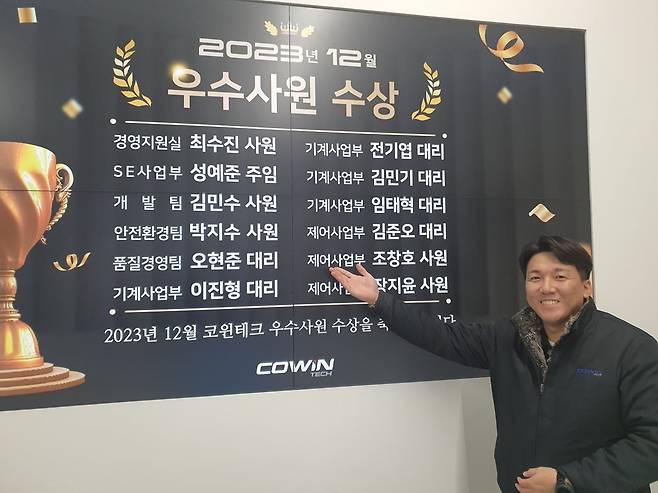 2023년 12월
우수사원 수상
경영지원실 최수진 사원
SE사업부 성예준 주임
개 발 팀 김민수 사원
안전환경팀 박지수 사원
품질경영팀 오현준 대리
기계사업부 이진형 대리
기계사업부 전기엽 대리
기계사업부 김민기 대리
기계사업부 임태혁 대리
제어사업부 김준오 대리
제어사업부 조창호 사원
사원
2023년 12월 코윈테크 우수사원 수상을
COWIN
TECH